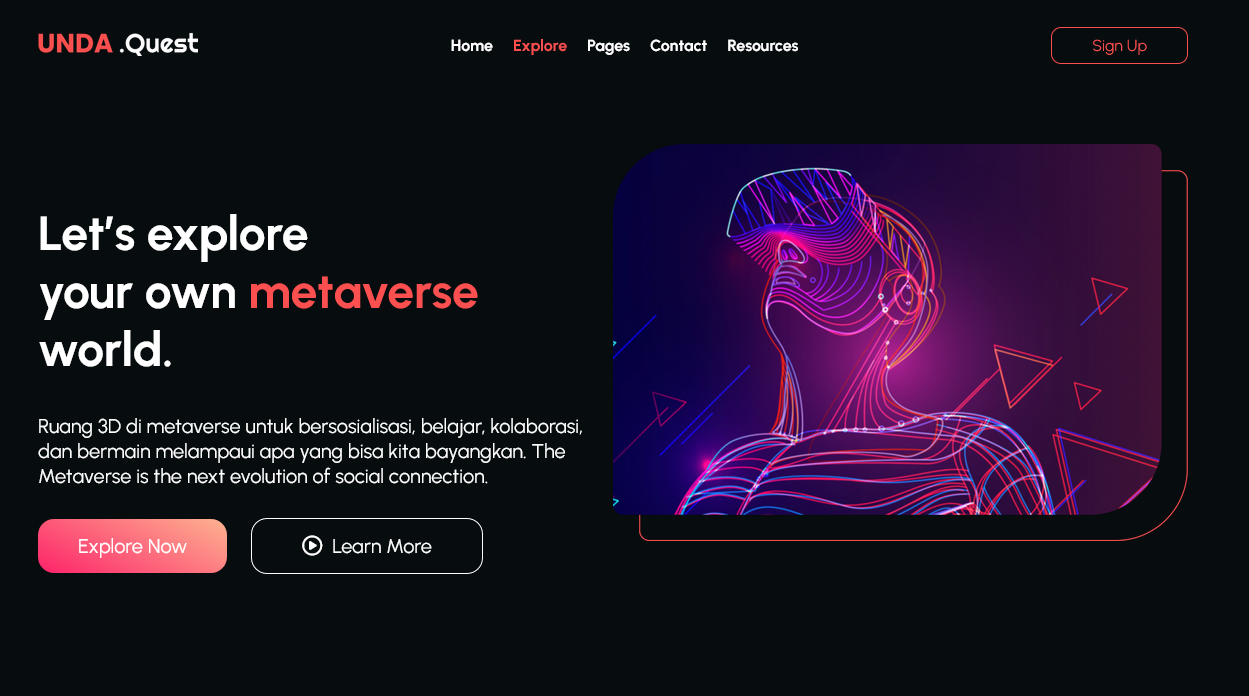 UNDA .Quest
Home
Explore
Pages
Contact
Resources
Sign Up
Let's explore
your own metaverse
world.
Ruang 3D di metaverse untuk bersosialisasi, belajar, kolaborasi,
dan bermain melampaui apa yang bisa kita bayangkan. The
Metaverse is the next evolution of social connection.
Explore Now
Learn More